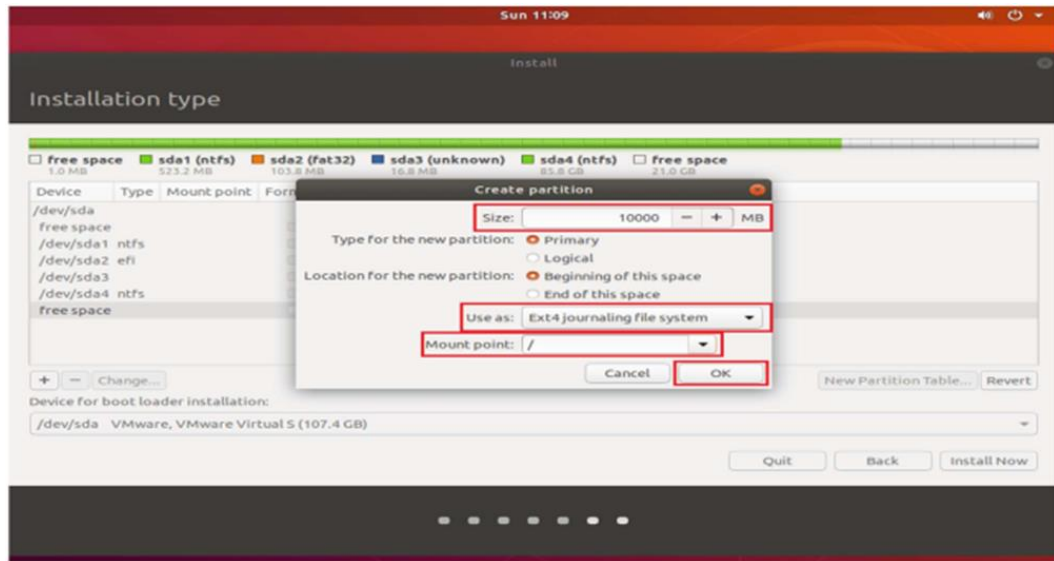 Sun 11:09
Install
Installation type
free space sda1 (ntfs) sda2 (fat32) sda3 (unknown) sda4 (ntfs) free space
1.0 MB 523.2 MB 103.8 MB 16.8 MB 85.8 GB 21.0 GB
Device Type Mount point Form
/dev/sda
free space
/dev/sda1 ntfs
/dev/sda2 efi
/dev/sda3
/dev/sda4 ntfs
free space
Create partition
Size: 10000 − + MB
Type for the new partition: Primary
Logical
Location for the new partition: Beginning of this space
End of this space
Use as: Ext4 journaling file system
Mount point: /
Cancel OK
+ − Change... New Partition Table... Revert
Device for boot loader installation:
/dev/sda VMware, VMware Virtual S (107.4 GB)
Quit Back Install Now